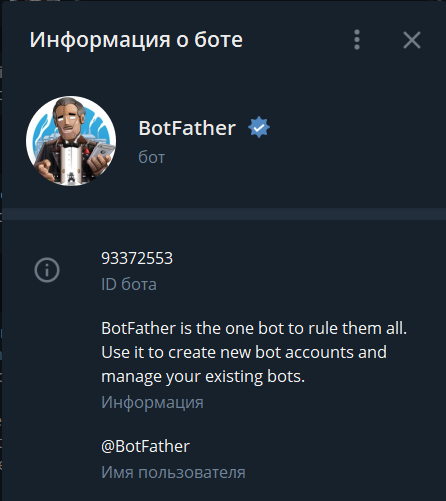 Информация о боте
BotFather
бот
93372553
ID бота
BotFather is the one bot to rule them all.
Use it to create new bot accounts and
manage your existing bots.
Информация
@BotFather
Имя пользователя